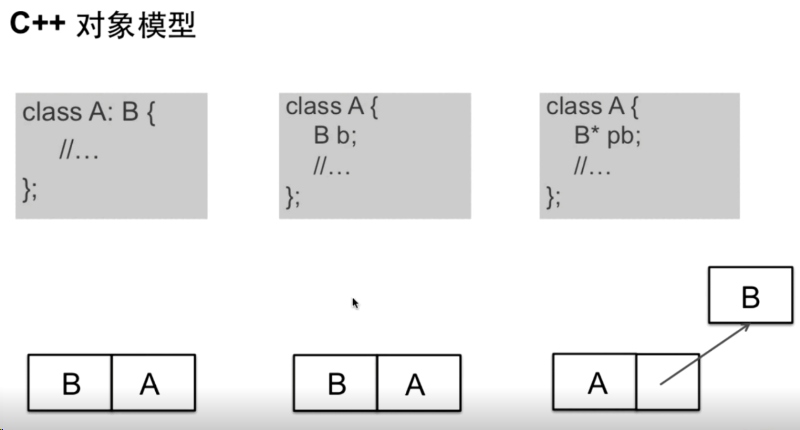 C++ 对象模型
class A: B {
//…
};
class A {
B b;
//…
};
class A {
B* pb;
//…
};
B
B A
B A
A